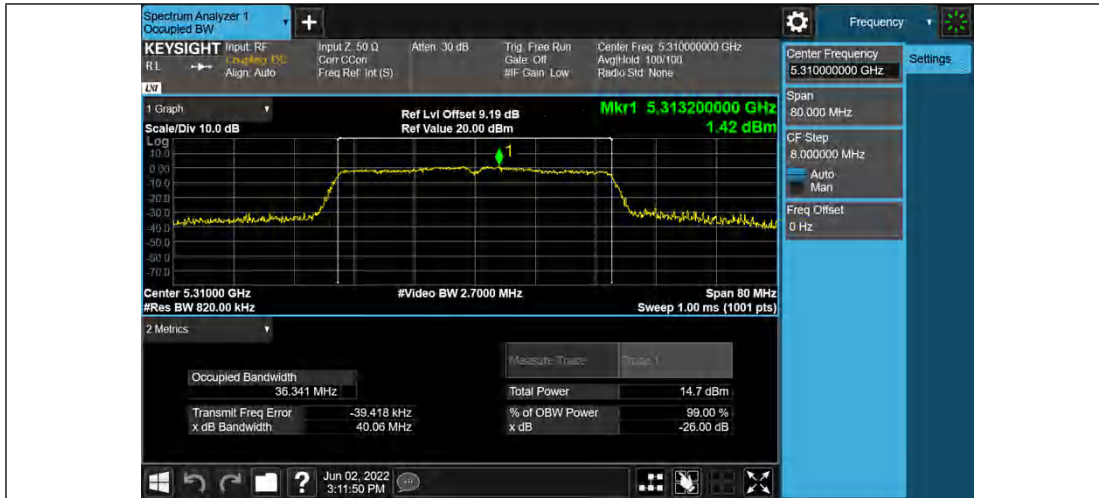 Spectrum Analyzer 1
Occupied BW
+
Frequency
KEYSIGHT
RL
LXI
Input: RF
Coupling: DC
Align: Auto
Input Z: 50 Ω
Corr CCorr
Freq Ref: Int (S)
Atten: 30 dB
Trig: Free Run
Gate: Off
#IF Gain: Low
Center Freq: 5.310000000 GHz
Avg|Hold: 100/100
Radio Std: None
Center Frequency
5.310000000 GHz
Settings
Span
80.000 MHz
CF Step
8.000000 MHz
Auto
Man
Freq Offset
0 Hz
1 Graph
Scale/Div 10.0 dB
Ref Lvl Offset 9.19 dB
Ref Value 20.00 dBm
Mkr1 5.313200000 GHz
1.42 dBm
Log
10.0
0.00
-10.0
-20.0
-30.0
-40.0
-50.0
-60.0
-70.0
1
Center 5.31000 GHz
#Video BW 2.7000 MHz
Span 80 MHz
#Res BW 820.00 kHz
Sweep 1.00 ms (1001 pts)
2 Metrics
Measure Trace
Trace 1
Occupied Bandwidth
36.341 MHz
Total Power
14.7 dBm
Transmit Freq Error
-39.418 kHz
% of OBW Power
99.00 %
x dB Bandwidth
40.06 MHz
x dB
-26.00 dB
?
Jun 02, 2022
3:11:50 PM